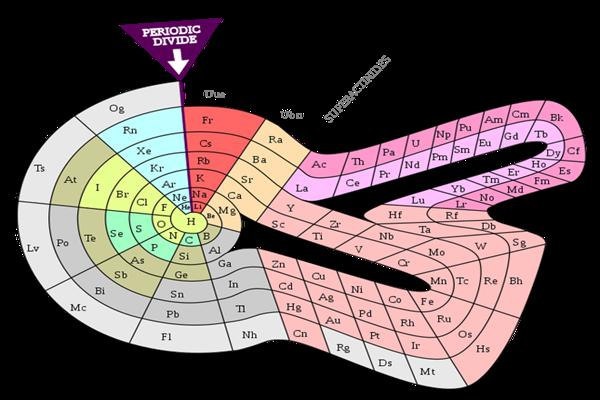 PERIODIC
DIVIDE
Uue
Ubn
SUPERACTINIDES
Og
Fr
Ra
Rn
Cs
Ba
Xe
Rb
Sr
Kr
K
Ca
Ar
Na
Mg
Ne
He
Li
Be
H
Ts
At
I
Br
Cl
F
O
N
C
B
Al
Lv
Po
Te
Se
S
P
Si
Ga
As
Ge
Sb
Sn
In
Bi
Pb
Tl
Mc
Fl
Nh
Ac
Th
Pa
U
Np
Pu
Am
Cm
Bk
Cf
Es
Fm
Md
No
Lr
La
Ce
Pr
Nd
Pm
Sm
Eu
Gd
Tb
Dy
Ho
Er
Tm
Yb
Lu
Y
Sc
Ti
Zr
V
Nb
Cr
Mo
Hf
Ta
Rf
Db
W
Sg
Mn
Tc
Re
Bh
Zn
Cu
Ni
Co
Fe
Cd
Ag
Pd
Rh
Ru
Hg
Au
Pt
Ir
Os
Cn
Rg
Ds
Mt
Hs